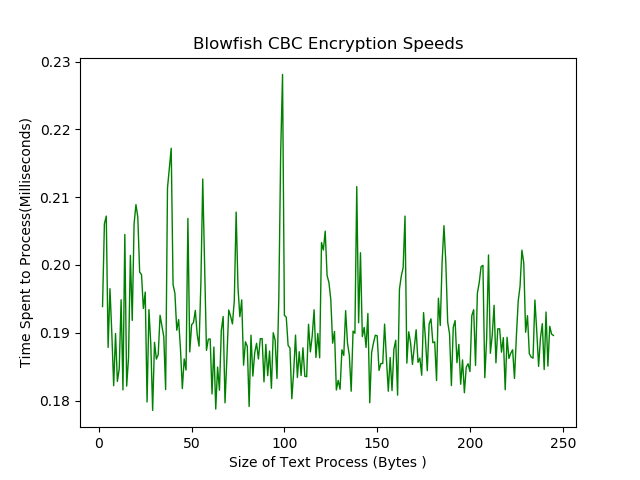 Blowfish CBC Encryption Speeds
0.23
0.22
0.21
0.20
0.19
0.18
Time Spent to Process(Milliseconds)
0 50 100 150 200 250
Size of Text Process (Bytes )